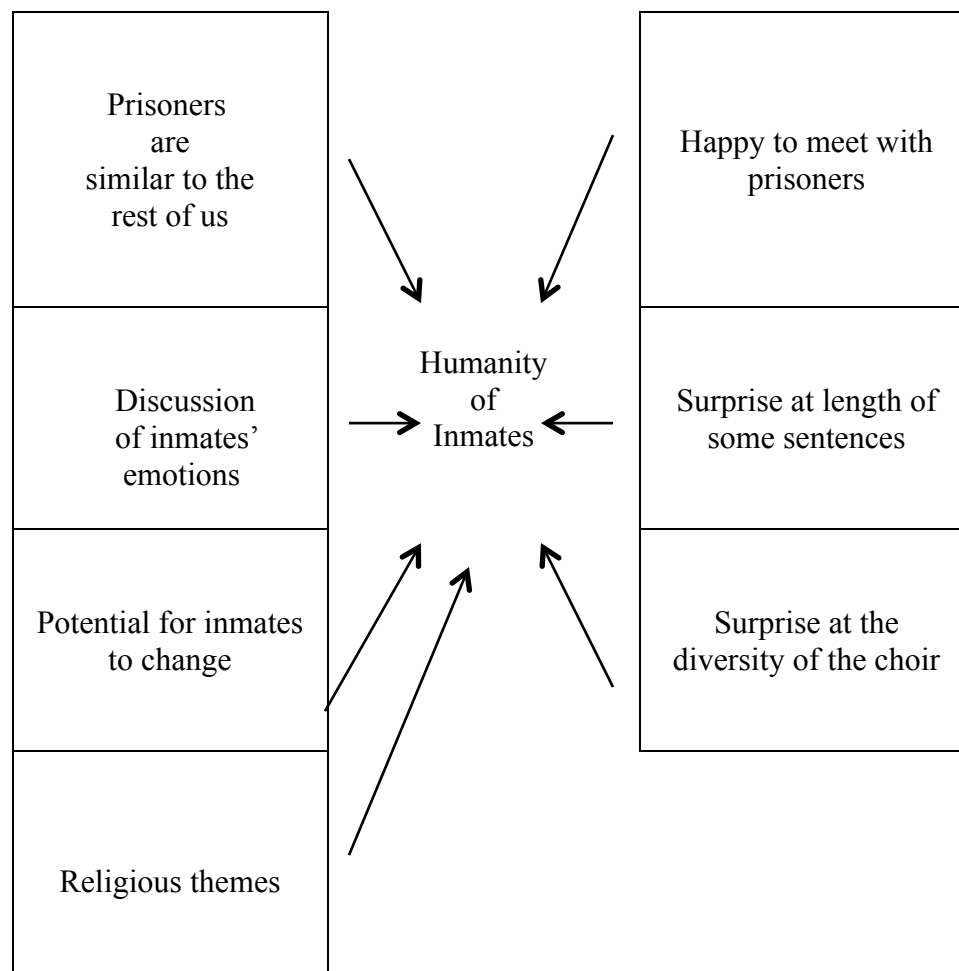 Prisoners
are
similar to the
rest of us
Discussion
of inmates’
emotions
Potential for inmates
to change
Religious themes
Humanity
of
Inmates
Happy to meet with
prisoners
Surprise at length of
some sentences
Surprise at the
diversity of the choir